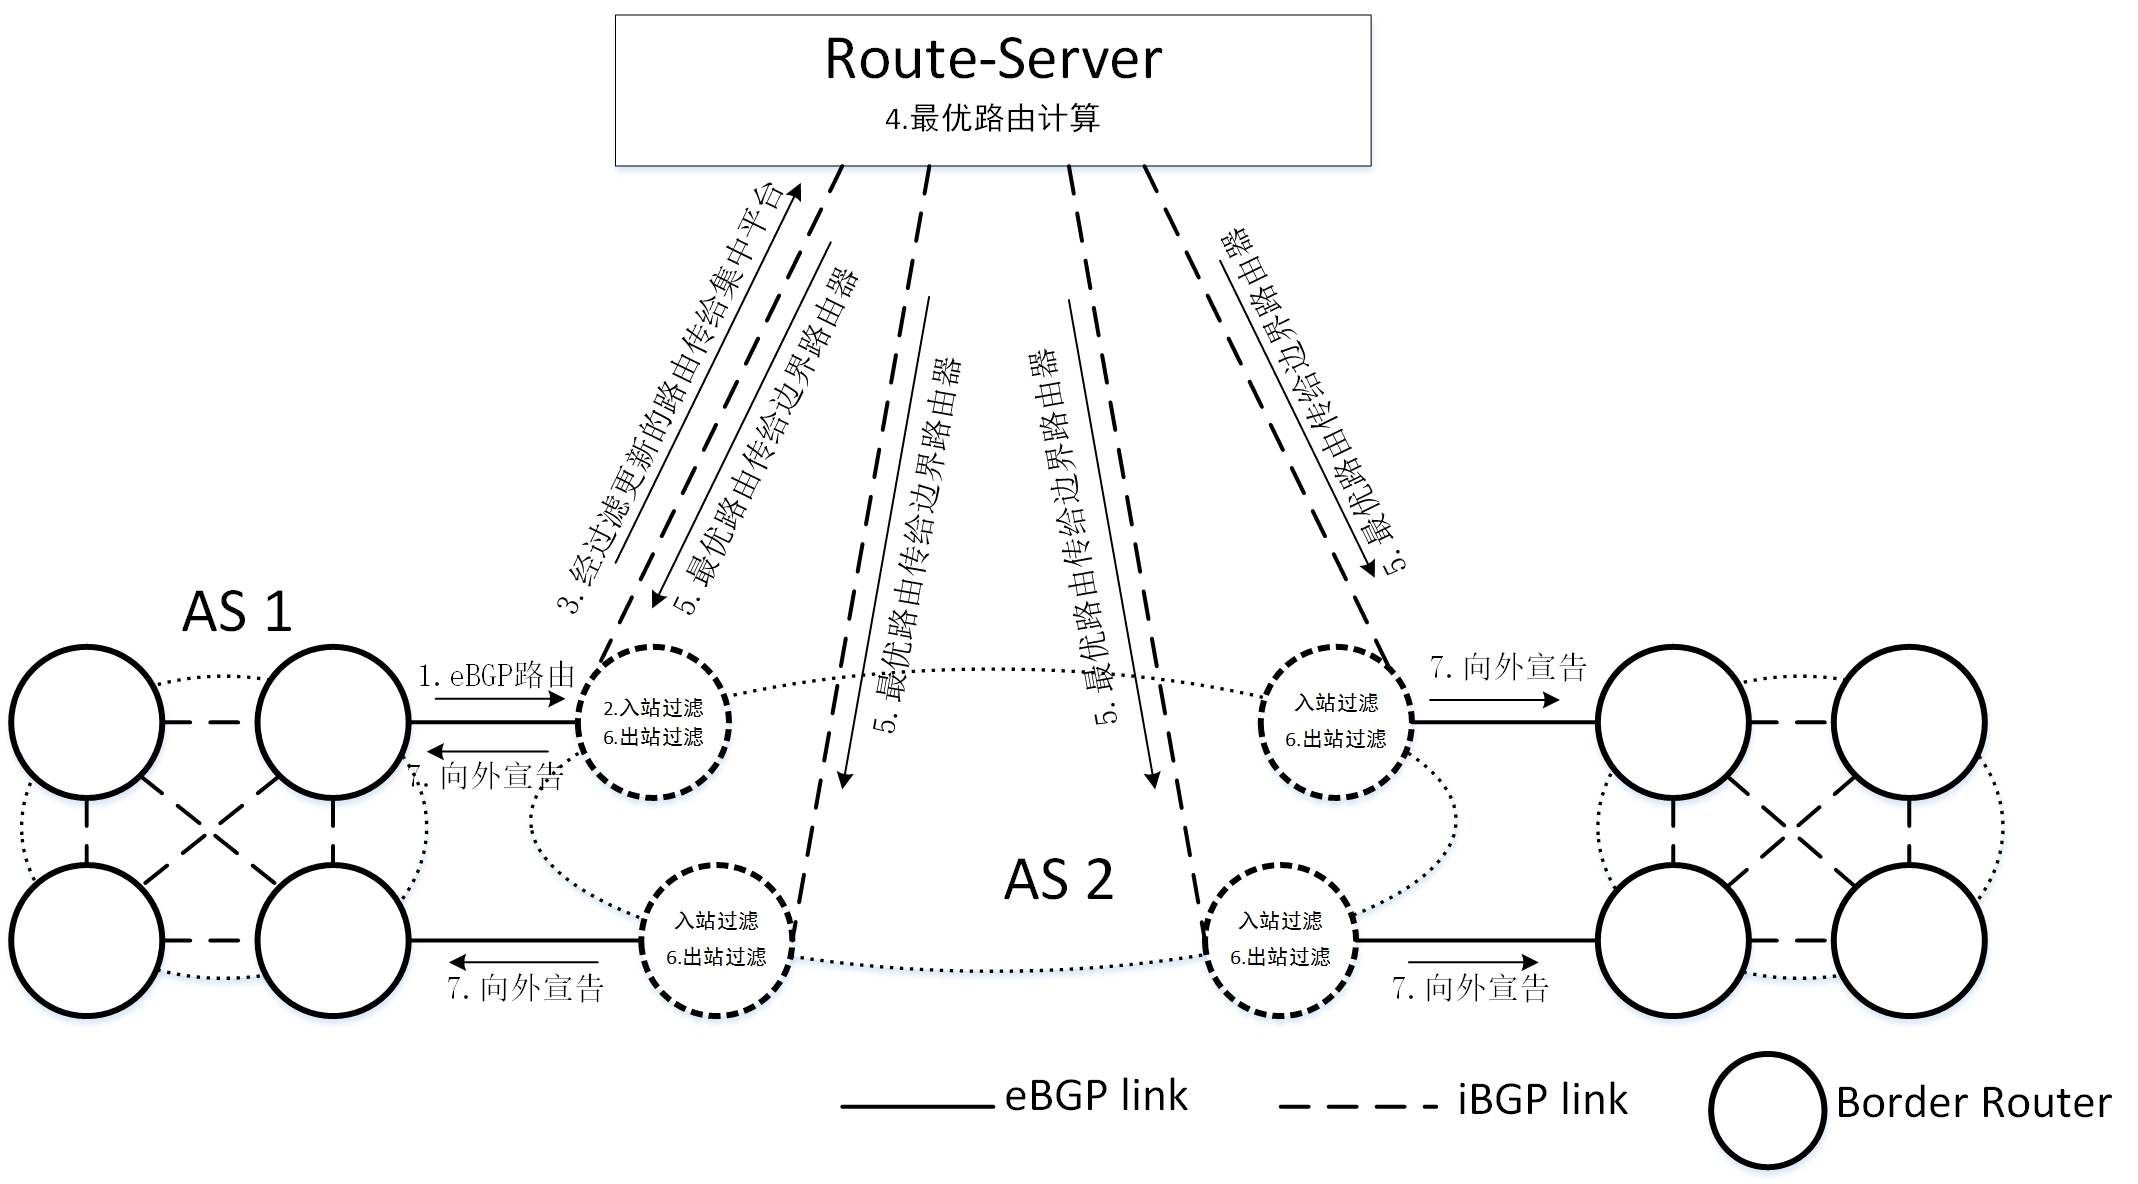 Route-Server
4.最优路由计算
3. 经过滤更新的路由传给集中平台
5. 最优路由传给边界路由器
5. 最优路由传给边界路由器
5. 最优路由传给边界路由器
5. 最优路由传给边界路由器
AS 1
1. eBGP路由
7. 向外宣告
2.入站过滤
6.出站过滤
入站过滤
6.出站过滤
7. 向外宣告
AS 2
入站过滤
6.出站过滤
入站过滤
6.出站过滤
7. 向外宣告
7. 向外宣告
eBGP link
iBGP link
Border Router